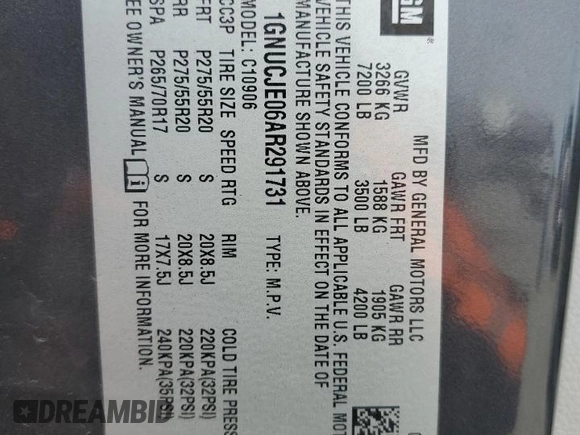 GM
MFD BY GENERAL MOTORS LLC
GVWR GAWR FRT GAWR RR
3266 KG 1588 KG 1905 KG
7200 LB 3500 LB 4200 LB
THIS VEHICLE CONFORMS TO ALL APPLICABLE U.S. FEDERAL MOT
VEHICLE SAFETY STANDARDS IN EFFECT ON THE DATE OF
MANUFACTURE SHOWN ABOVE.
1GNUCJE06AR291731 TYPE: M.P.V.
MODEL: C10906
CC3P TIRE SIZE SPEED RTG RIM COLD TIRE PRESS
FRT P275/55R20 S 20X8.5J 220KPA(32PSI)
RR P275/55R20 S 20X8.5J 220KPA(32PSI)
SPA P265/70R17 S 17X7.5J 240KPA(35PSI)
EE OWNER'S MANUAL FOR MORE INFORMATION.
DREAMBID